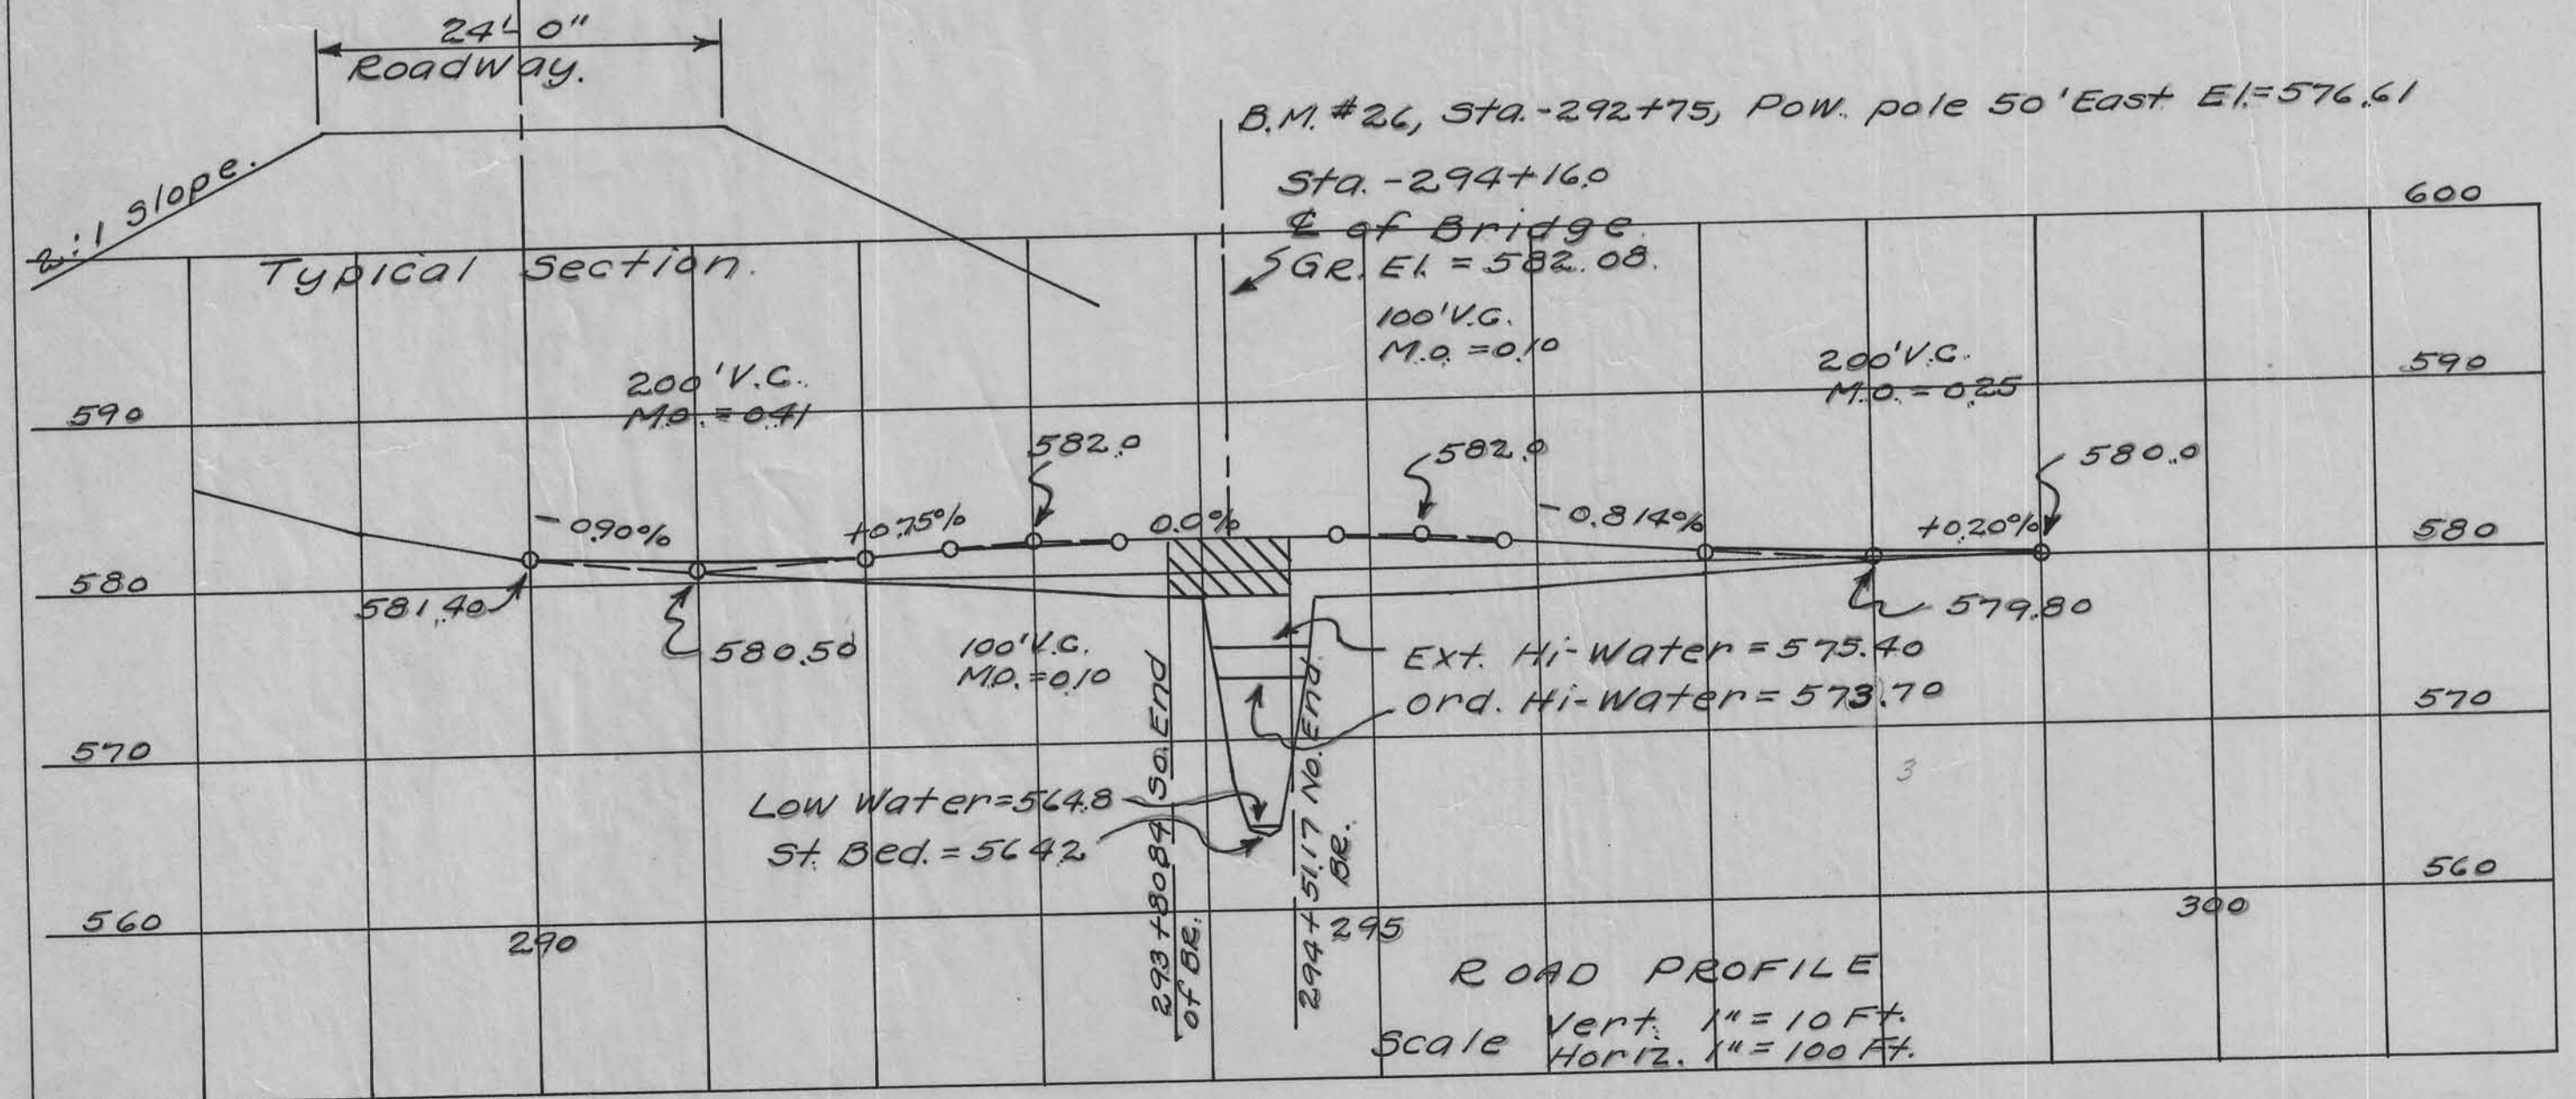 24'-0"
Roadway.
2:1 slope.
Typical Section.
B.M. #26, Sta.-292+75, Pow. pole 50' East El.=576.61
Sta.-294+16.0
℄ of Bridge
GR. El. = 582.08.
600
100' V.C.
M.O. = 0.10
200' V.C.
M.O. = 0.41
200' V.C.
M.O. = 0.25
590
590
582.0
582.0
580.0
-0.90%
+0.75%
0.0%
-0.814%
+0.20%
580
580
581.40
580.50
579.80
100' V.C.
M.O. = 0.10
Ext. Hi-Water = 575.40
Ord. Hi-Water = 573.70
570
570
Low Water=564.8
St. Bed. = 564.2
293+80.84 So. End
of BR.
294+51.17 No. End.
BR.
3
560
560
290
295
300
ROAD PROFILE
Scale Vert. 1" = 10 Ft.
Horiz. 1" = 100 Ft.